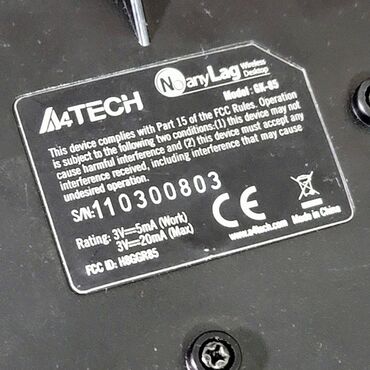 A4TECH
NoanyLag Wireless
Desktop
Model : GK-85
This device complies with Part 15 of the FCC Rules. Operation
is subject to the following two conditions: (1) this device may not
cause harmful interference and (2) this device must accept any
interference received, including interference that may cause
undesired operation.
S/N:110300803
Rating: 3V⎓5mA (Work)
3V⎓20mA (Max)
FCC ID: H8GGR85
CE
www.a4tech.com
Made in China